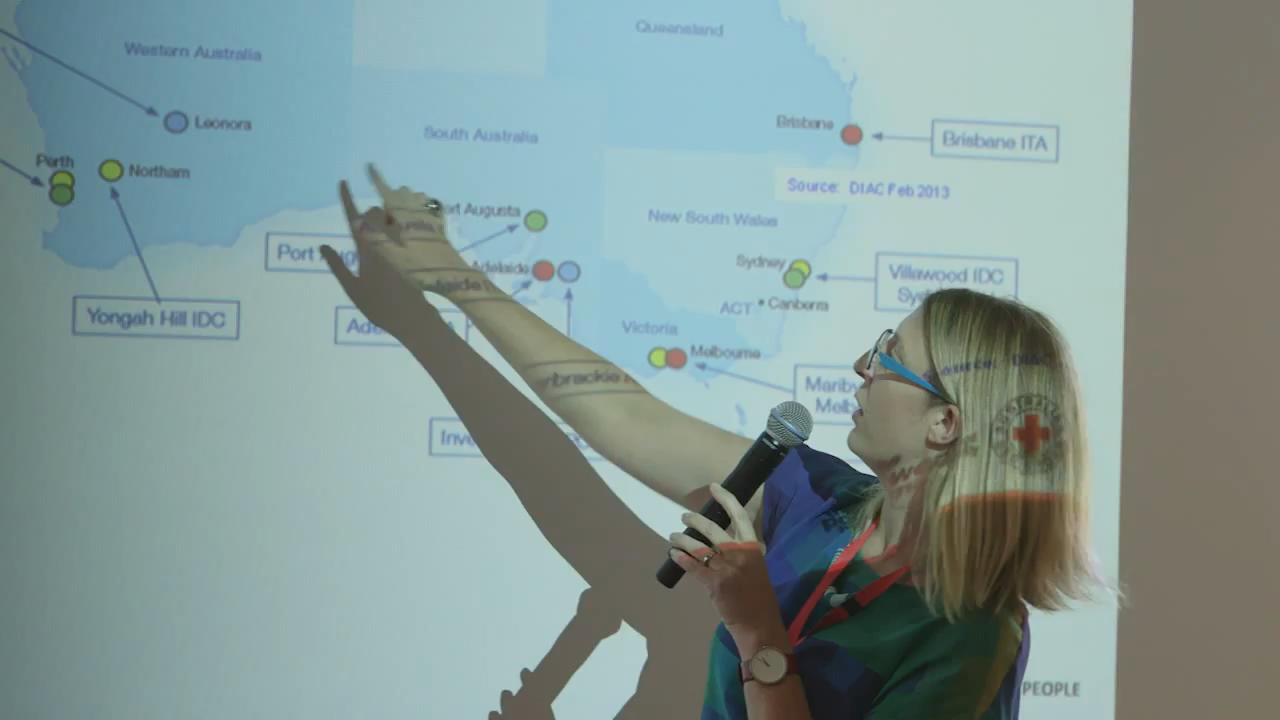 Queensland
Western Australia
Leonora
South Australia
Brisbane
Brisbane ITA
Perth
Northam
Source: DIAC Feb 2013
Augusta
New South Wales
Port
Adelaide
Sydney
Villawood IDC
Canberra
ACT
Yongah Hill IDC
Victoria
Melbourne
PEOPLE